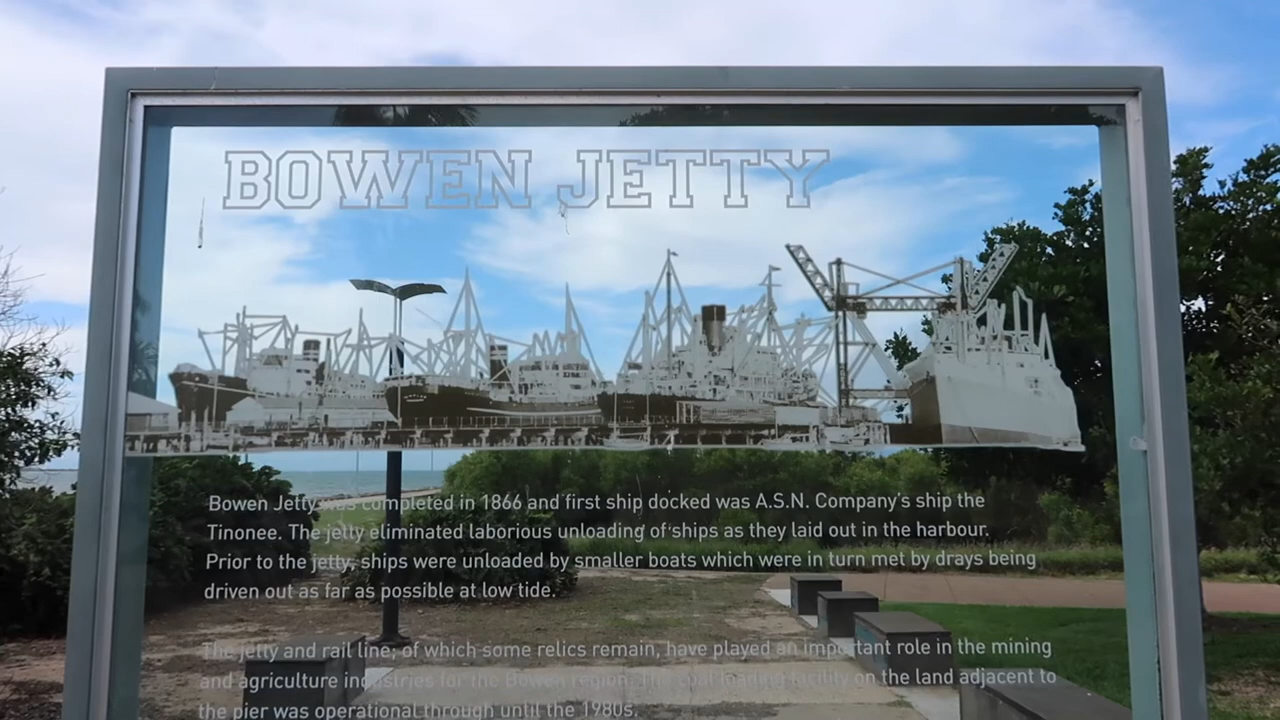 BOWEN JETTY
Bowen Jetty was completed in 1866 and first ship docked was A.S.N. Company's ship the
Tinonee. The jetty eliminated laborious unloading of ships as they laid out in the harbour.
Prior to the jetty, ships were unloaded by smaller boats which were in turn met by drays being
driven out as far as possible at low tide.
The jetty and rail line; of which some relics remain, have played an important role in the mining
and agriculture industries for the Bowen region. The coal loading facility on the land adjacent to
the pier was operational through until the 1980s.